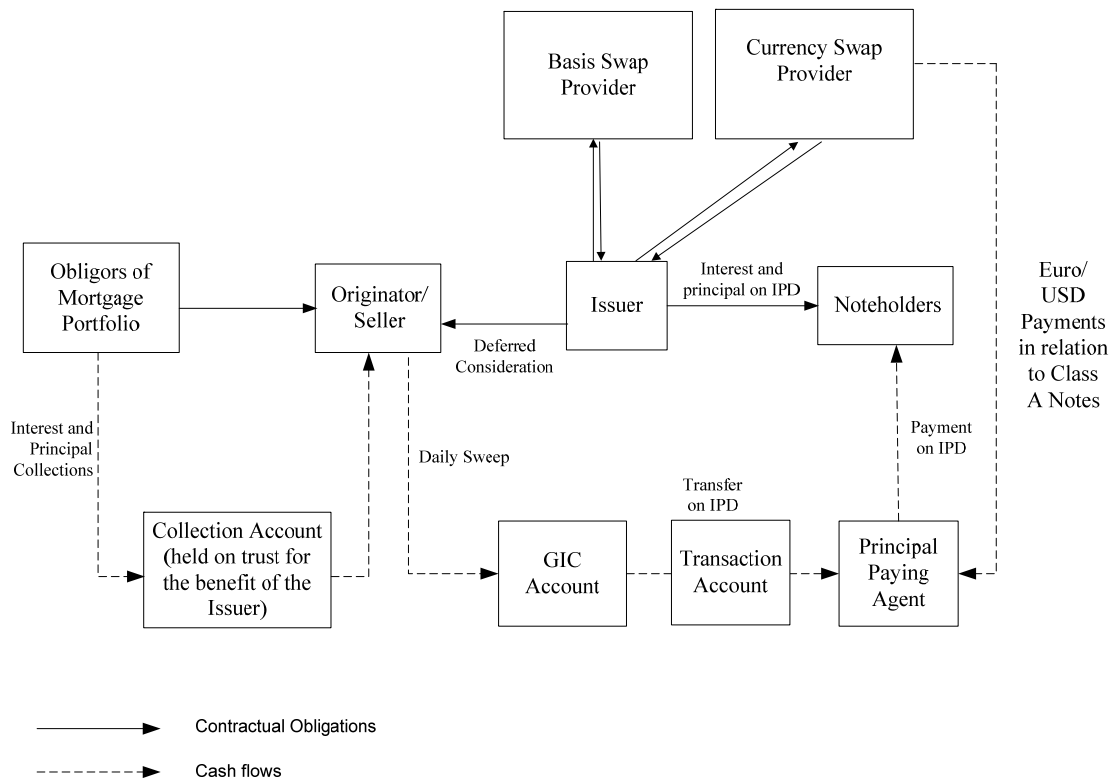 Basis Swap
Provider
Currency Swap
Provider
Obligors of
Mortgage
Portfolio
Originator/
Seller
Issuer
Interest and
principal on IPD
Noteholders
Deferred
Consideration
Euro/
USD
Payments
in relation
to Class
A Notes
Interest and
Principal
Collections
Daily Sweep
Payment
on IPD
Transfer
on IPD
Collection Account
(held on trust for
the benefit of the
Issuer)
GIC
Account
Transaction
Account
Principal
Paying
Agent
Contractual Obligations
Cash flows